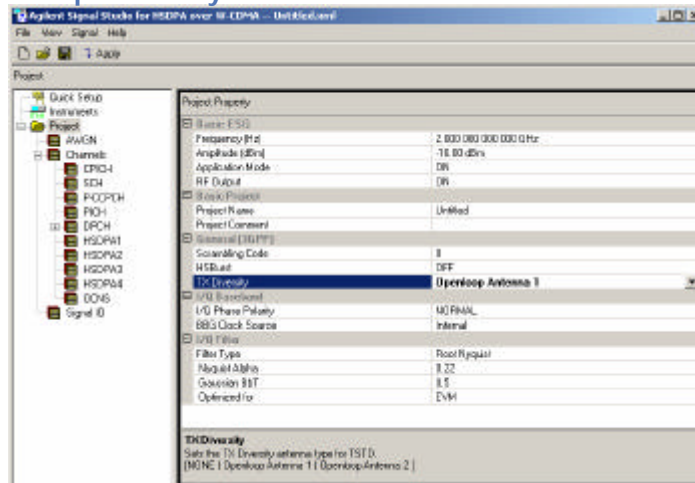 Agilent Signal Studio for HSDPA over W-CDMA -- Untitled.xml
File View Signal Help
Apply
Project
Quick Setup
Instruments
Project
AWGN
Channels
CPICH
SCH
P-CCPCH
PICH
DPCH
HSDPA1
HSDPA2
HSDPA3
HSDPA4
OCNS
Signal ID
Project Property
Basic ESG
Frequency (Hz) 2.000 000 000 000 GHz
Amplitude (dBm) -10.00 dBm
Application Mode ON
RF Output ON
Basic Project
Project Name Untitled
Project Comment
General (3GPP)
Scrambling Code 0
HSBurst OFF
TX Diversity Openloop Antenna 1
I/Q Baseband
I/Q Phase Polarity NORMAL
BBG Clock Source Internal
I/Q Filter
Filter Type Root Nyquist
Nyquist Alpha 0.22
Gaussian BbT 0.5
Optimized for EVM
TX Diversity
Sets the TX Diversity antenna type for TSTD.
[NONE | Openloop Antenna 1 | Openloop Antenna 2 ]